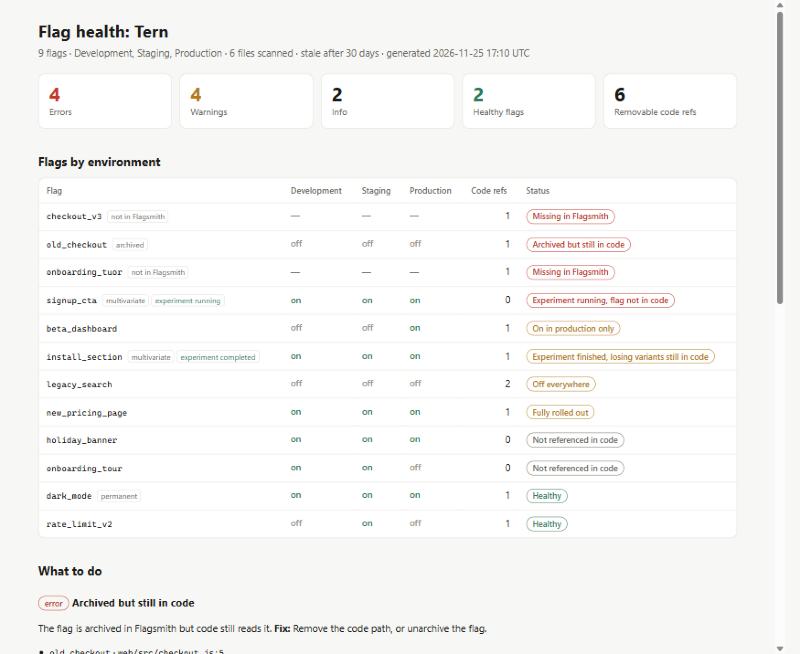 Flag health: Tern
9 flags · Development, Staging, Production · 6 files scanned · stale after 30 days · generated 2026-11-25 17:10 UTC
4 4 2 2 6
Errors Warnings Info Healthy flags Removable code refs
Flags by environment
Flag Development Staging Production Code refs Status
checkout_v3 not in Flagsmith — — — 1 Missing in Flagsmith
old_checkout archived off off off 1 Archived but still in code
onboarding_tuor not in Flagsmith — — — 1 Missing in Flagsmith
signup_cta multivariate experiment running on on on 0 Experiment running, flag not in code
beta_dashboard off off on 1 On in production only
install_section multivariate experiment completed on on on 1 Experiment finished, losing variants still in code
legacy_search off off off 2 Off everywhere
new_pricing_page on on on 1 Fully rolled out
holiday_banner on on on 0 Not referenced in code
onboarding_tour on on off 0 Not referenced in code
dark_mode permanent on on on 1 Healthy
rate_limit_v2 off on off 1 Healthy
What to do
error Archived but still in code
The flag is archived in Flagsmith but code still reads it. Fix: Remove the code path, or unarchive the flag.
• old_checkout · web/src/checkout.js:5